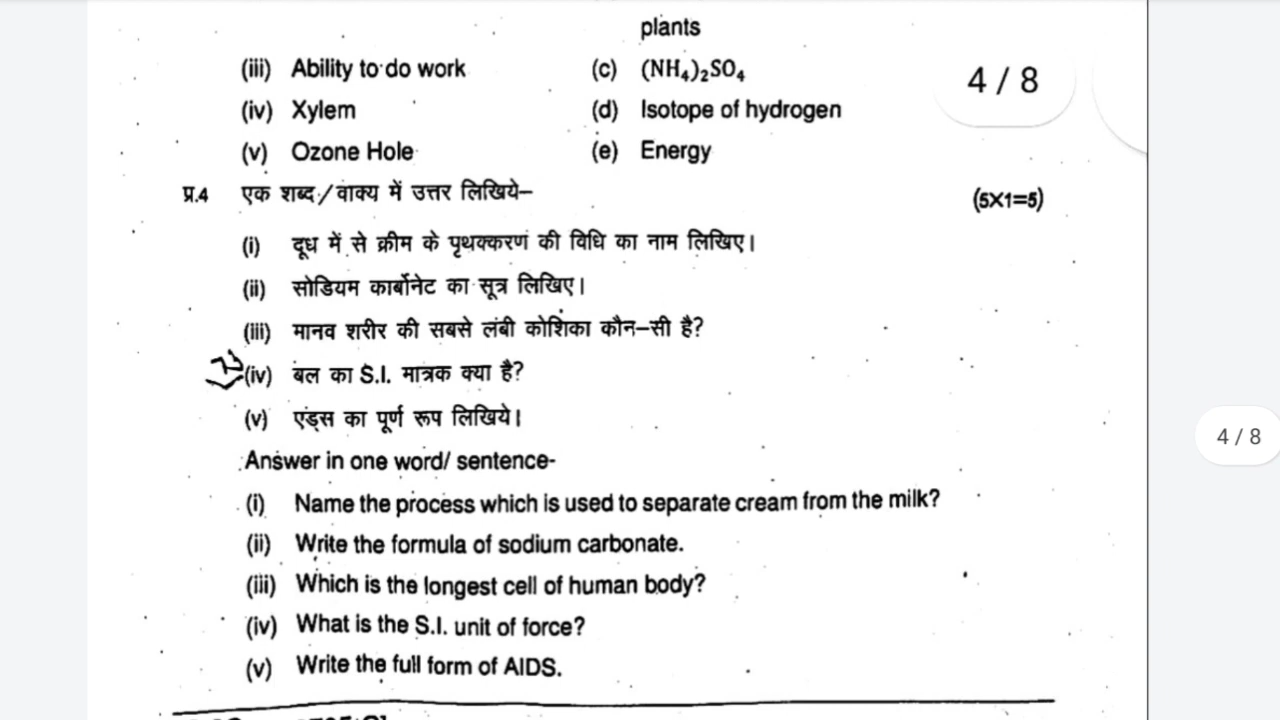 plants
(iii) Ability to do work (c) (NH₄)₂SO₄
4 / 8
(iv) Xylem (d) Isotope of hydrogen
(v) Ozone Hole (e) Energy
प्र.4 एक शब्द/वाक्य में उत्तर लिखिये– (5X1=5)
(i) दूध में से क्रीम के पृथक्करण की विधि का नाम लिखिए।
(ii) सोडियम कार्बोनेट का सूत्र लिखिए।
(iii) मानव शरीर की सबसे लंबी कोशिका कौन–सी है?
(iv) बल का S.I. मात्रक क्या है?
(v) एड्स का पूर्ण रूप लिखिये।
4 / 8
Answer in one word/ sentence-
(i) Name the process which is used to separate cream from the milk?
(ii) Write the formula of sodium carbonate.
(iii) Which is the longest cell of human body?
(iv) What is the S.I. unit of force?
(v) Write the full form of AIDS.